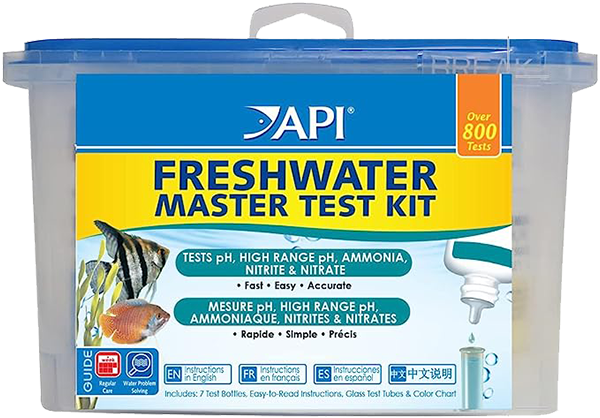 BREAK
API®
Over
800
Tests
FRESHWATER
MASTER TEST KIT
TESTS pH, HIGH RANGE pH, AMMONIA,
NITRITE & NITRATE
• Fast • Easy • Accurate
MESURE pH, HIGH RANGE pH,
AMMONIAQUE, NITRITES & NITRATES
• Rapide • Simple • Précis
GUIDE
Regular
Care
Water Problem
Solving
EN Instructions
in English
FR Instructions
en français
ES Instrucciones
en español
中文 中文说明
Includes: 7 Test Bottles, Easy-to-Read Instructions, Glass Test Tubes & Color Chart